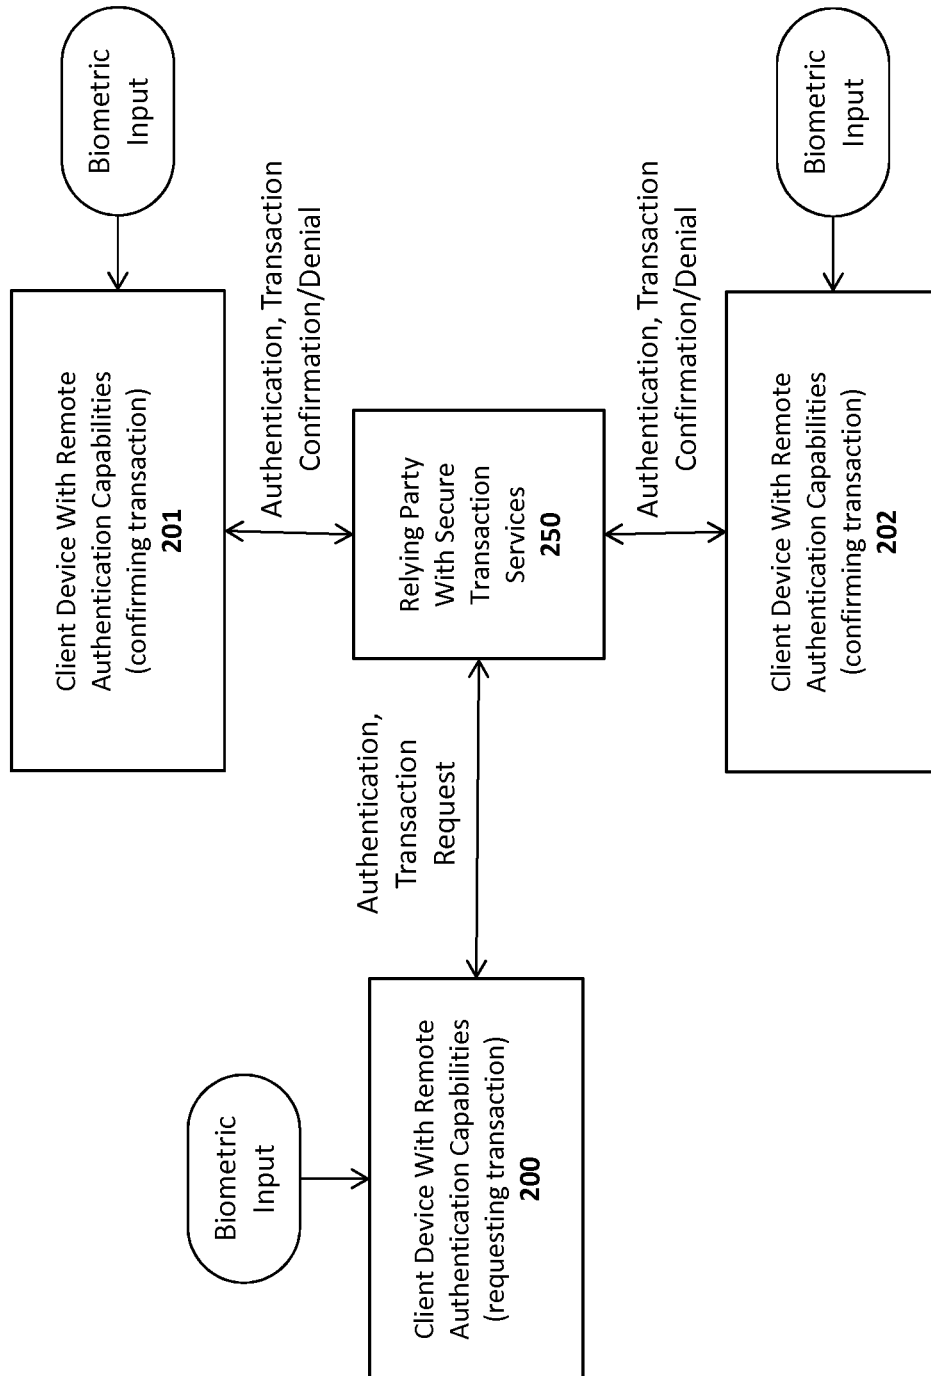 Biometric
Input
Client Device With Remote
Authentication Capabilities
(requesting transaction)
200
Authentication,
Transaction
Request
Relying Party
With Secure
Transaction
Services
250
Authentication, Transaction
Confirmation/Denial
Client Device With Remote
Authentication Capabilities
(confirming transaction)
201
Biometric
Input
Authentication, Transaction
Confirmation/Denial
Client Device With Remote
Authentication Capabilities
(confirming transaction)
202
Biometric
Input